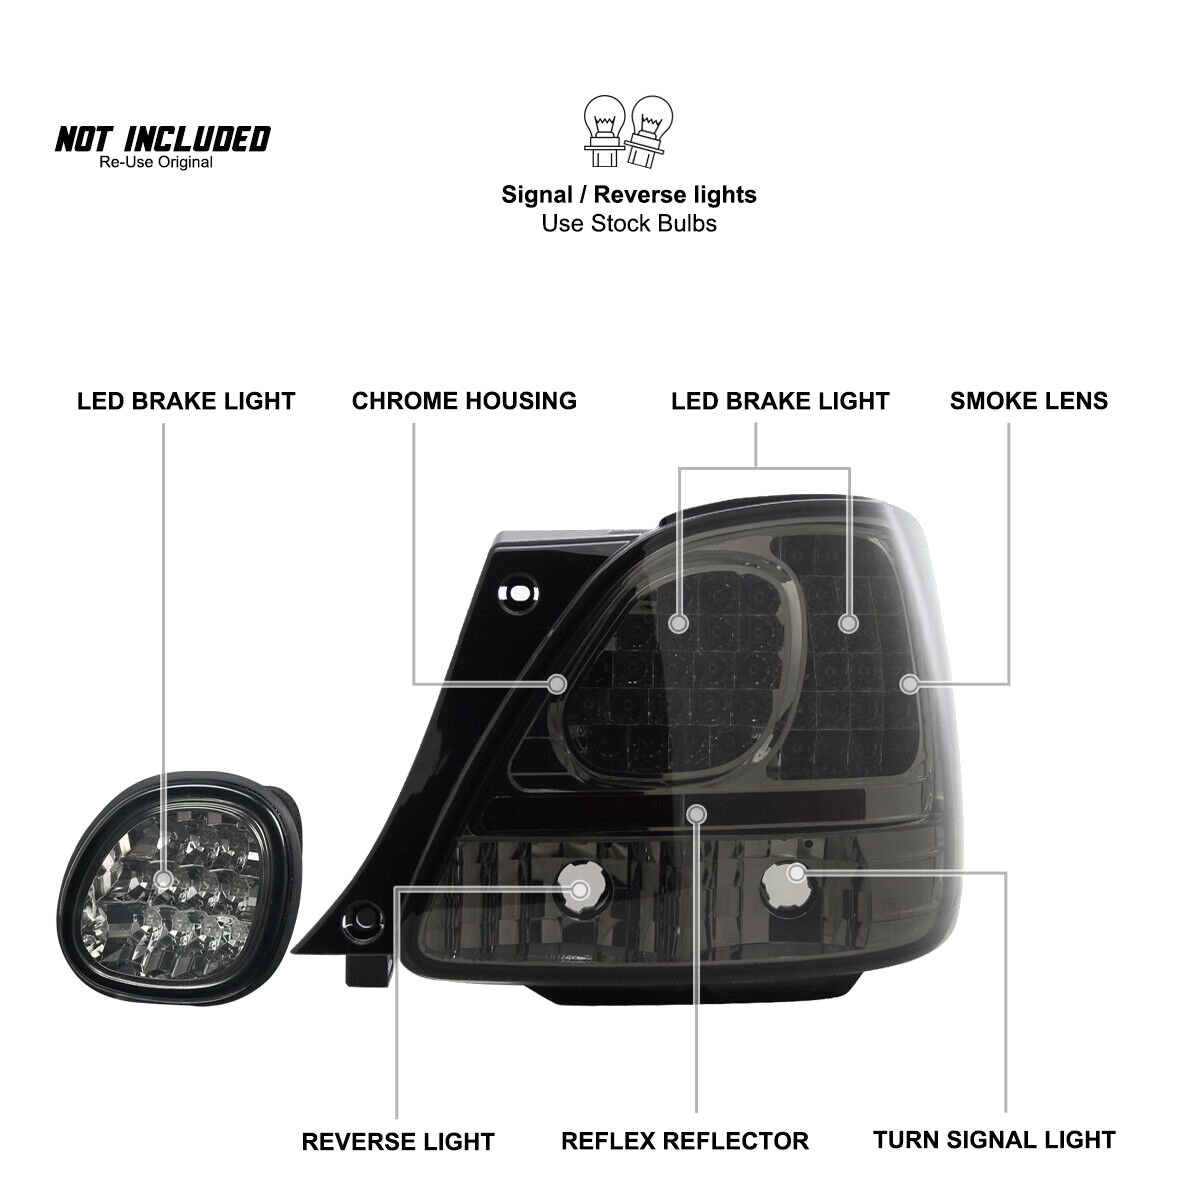 NOT INCLUDED
Re-Use Original
Signal / Reverse lights
Use Stock Bulbs
LED BRAKE LIGHT
CHROME HOUSING
LED BRAKE LIGHT
SMOKE LENS
REVERSE LIGHT
REFLEX REFLECTOR
TURN SIGNAL LIGHT